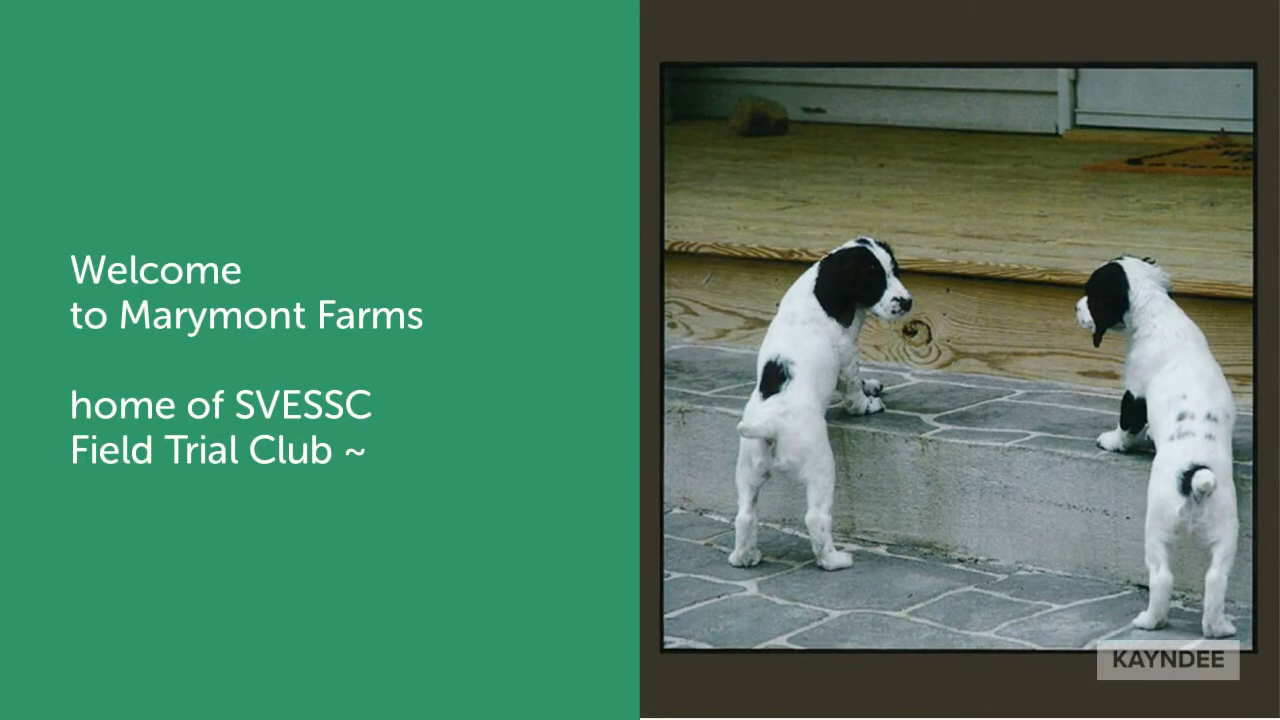 Welcome
to Marymont Farms
home of SVESSC
Field Trial Club ~
KAYNDEE